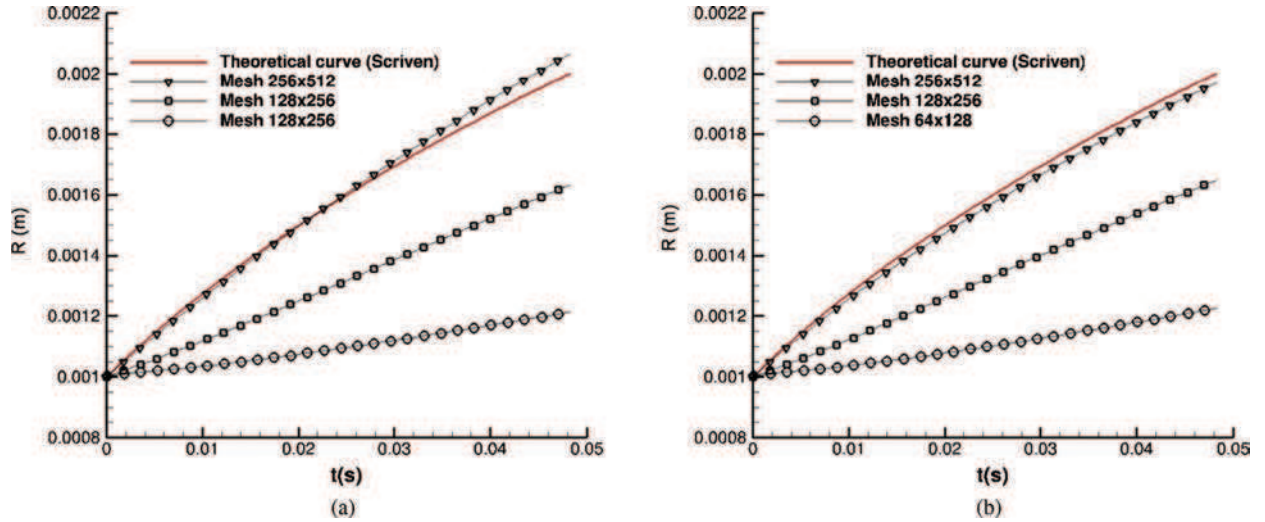 0.0022
Theoretical curve (Scriven)
0.002
Mesh 256x512
Mesh 128x256
Mesh 128x256
0.0018
0.0016
R (m)
0.0014
0.0012
0.001
0.0008
0 0.01 0.02 0.03 0.04 0.05
t(s)
(a)
0.0022
Theoretical curve (Scriven)
0.002
Mesh 256x512
Mesh 128x256
Mesh 64x128
0.0018
0.0016
R (m)
0.0014
0.0012
0.001
0.0008
0 0.01 0.02 0.03 0.04 0.05
t(s)
(b)